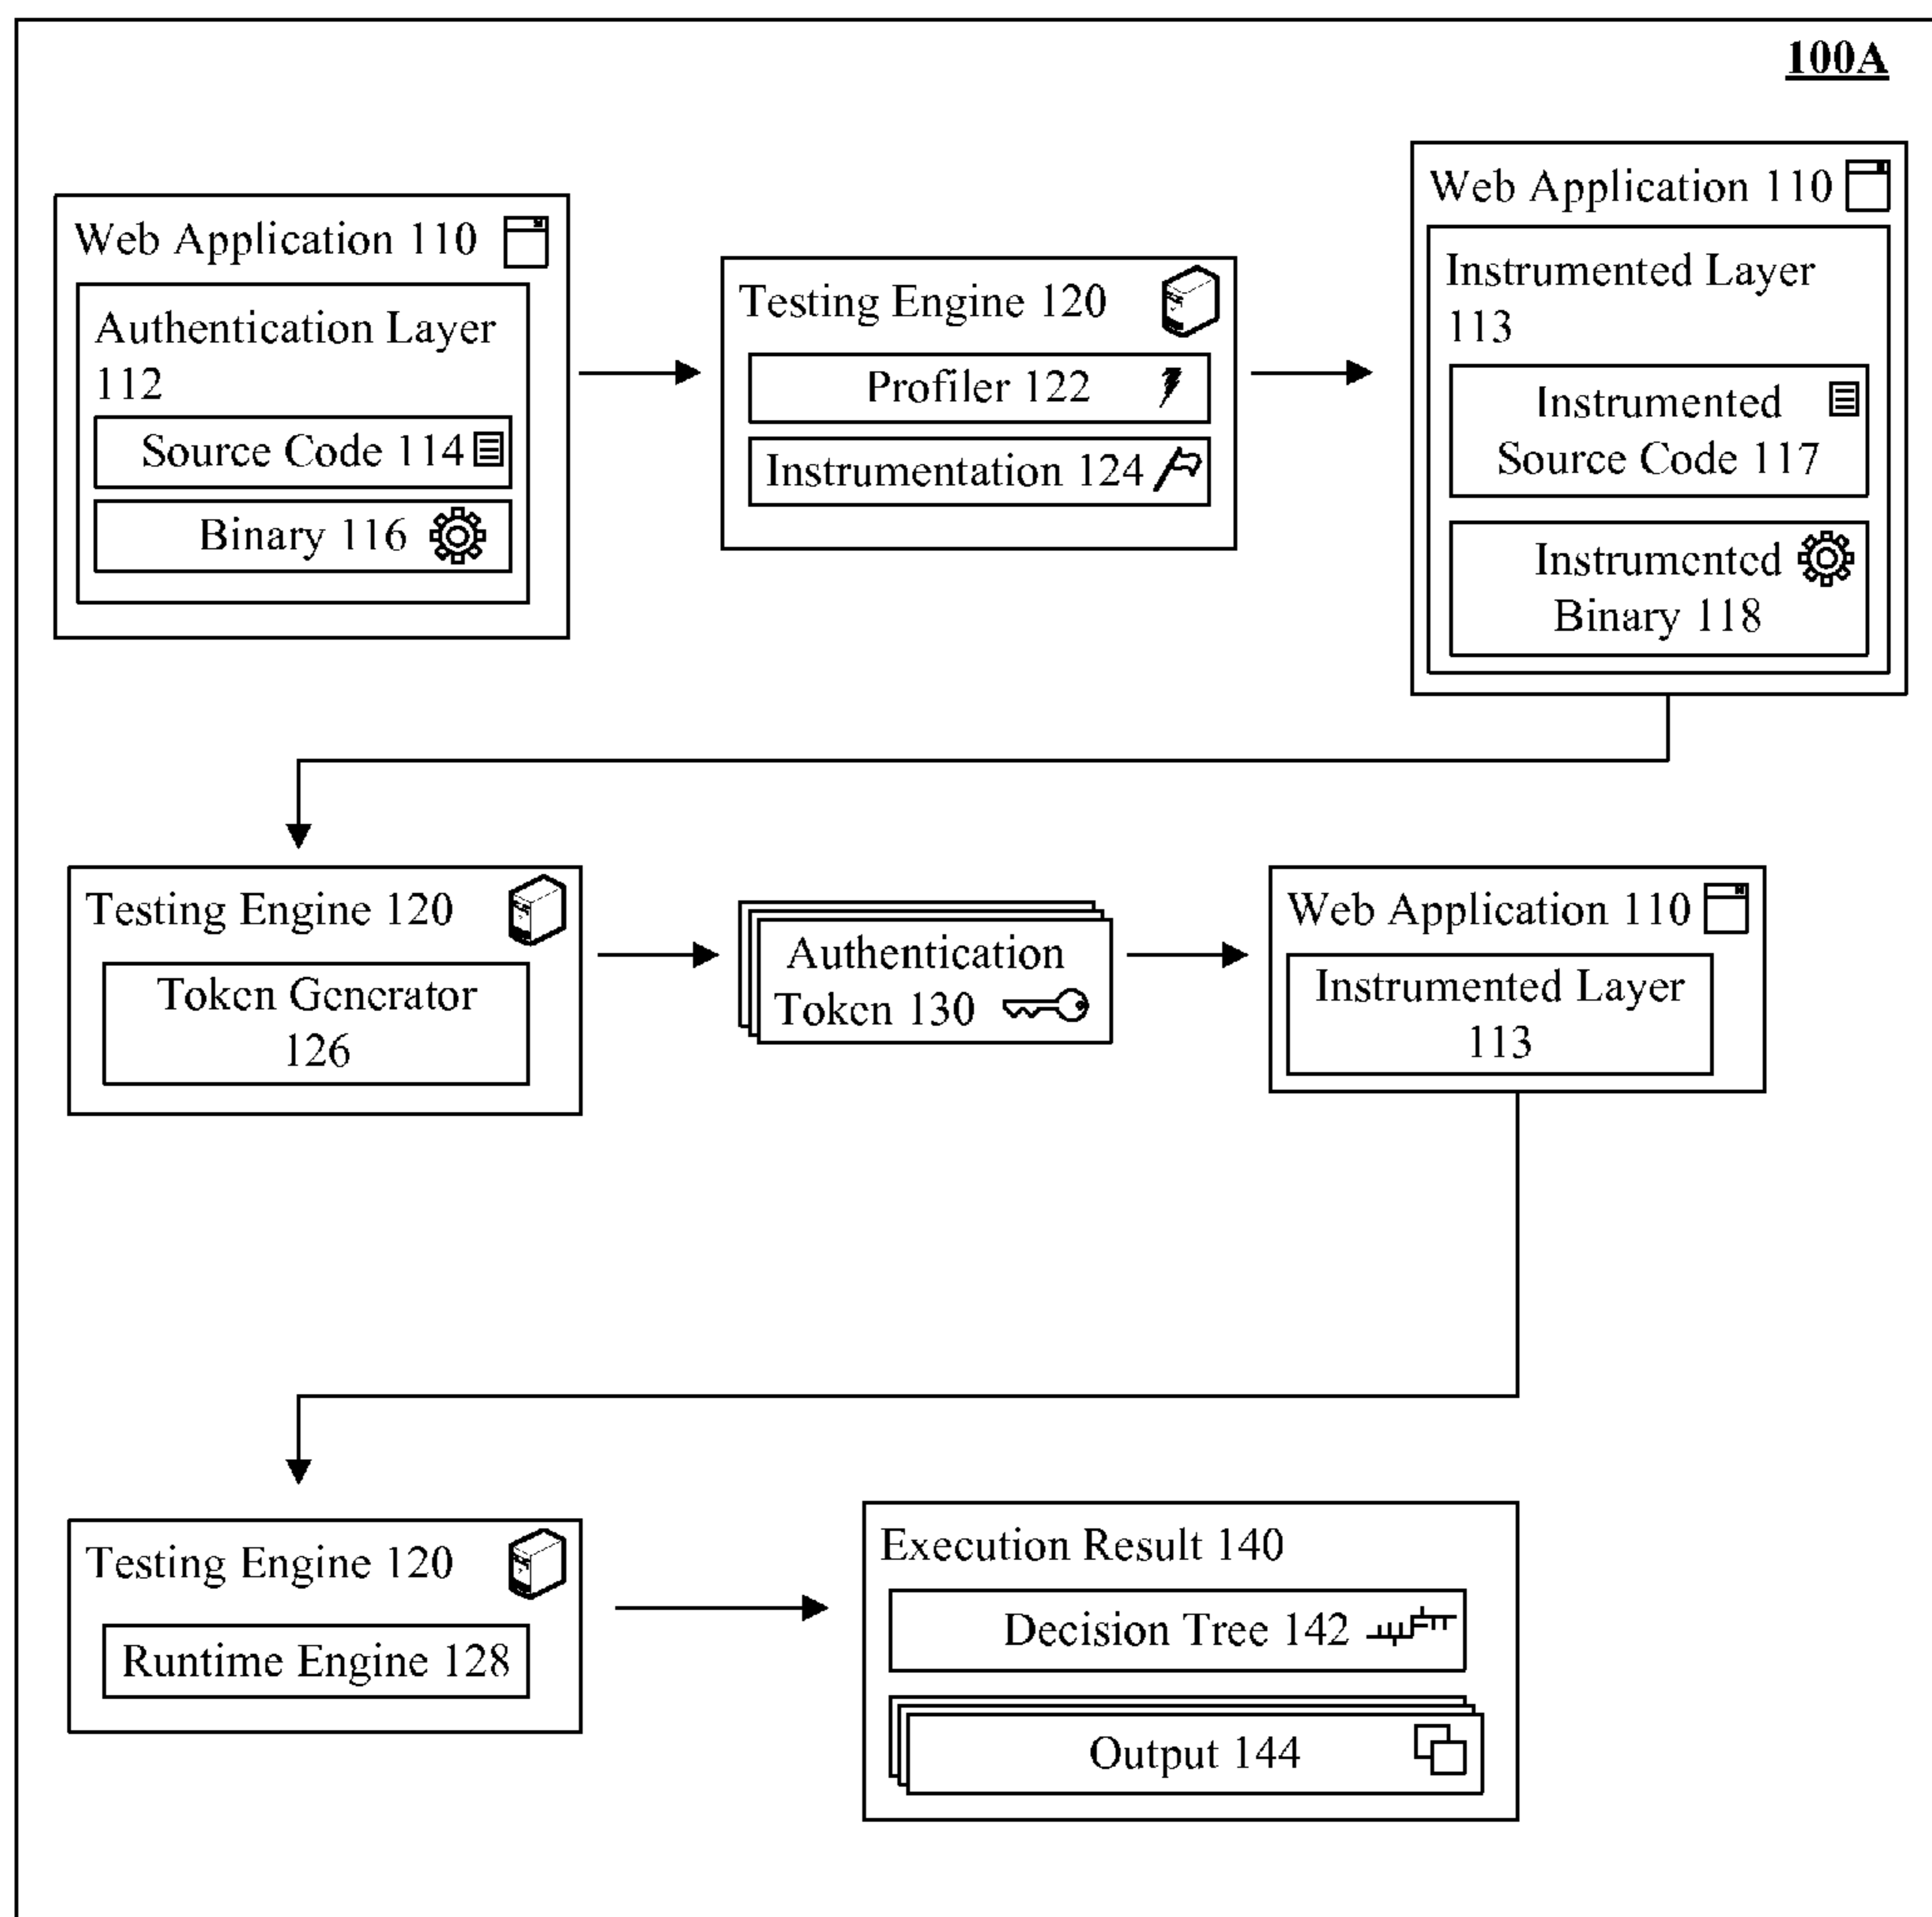 100A
Web Application 110
Authentication Layer
112
Source Code 114
Binary 116
Testing Engine 120
Profiler 122
Instrumentation 124
Web Application 110
Instrumented Layer
113
Instrumented
Source Code 117
Instrumented
Binary 118
Testing Engine 120
Token Generator
126
Authentication
Token 130
Web Application 110
Instrumented Layer
113
Testing Engine 120
Runtime Engine 128
Execution Result 140
Decision Tree 142
Output 144